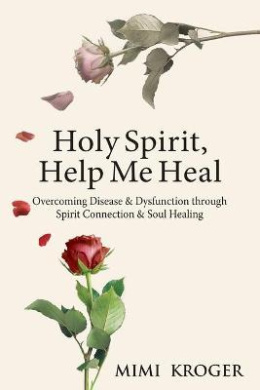 Holy Spirit,
Help Me Heal
Overcoming Disease & Dysfunction through
Spirit Connection & Soul Healing
MIMI KROGER